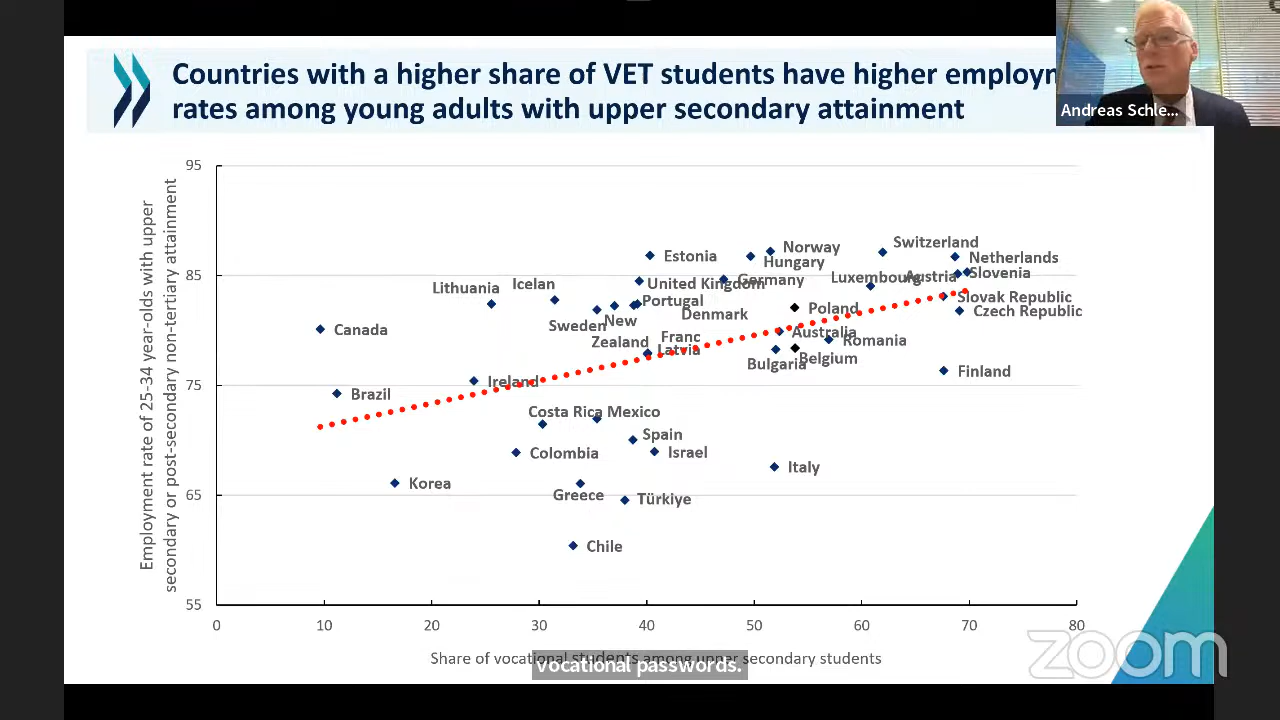 Countries with a higher share of VET students have higher employm
rates among young adults with upper secondary attainment
Andreas Schle...
Employment rate of 25-34 year-olds with upper
secondary or post-secondary non-tertiary attainment
95
85
75
65
55
Estonia
Norway
Hungary
Switzerland
Netherlands
Lithuania
Icelan
United Kingdom
Germany
Luxembourg
Austria
Slovenia
Portugal
Denmark
Poland
Slovak Republic
Czech Republic
Canada
Sweden
New
Zealand
Franc
Latvia
Australia
Romania
Bulgaria
Belgium
Finland
Brazil
Ireland
Costa Rica
Mexico
Spain
Colombia
Israel
Italy
Korea
Greece
Türkiye
Chile
0 10 20 30 40 50 60 70 80
Share of vocational students among upper secondary students
vocational passwords.
zoom